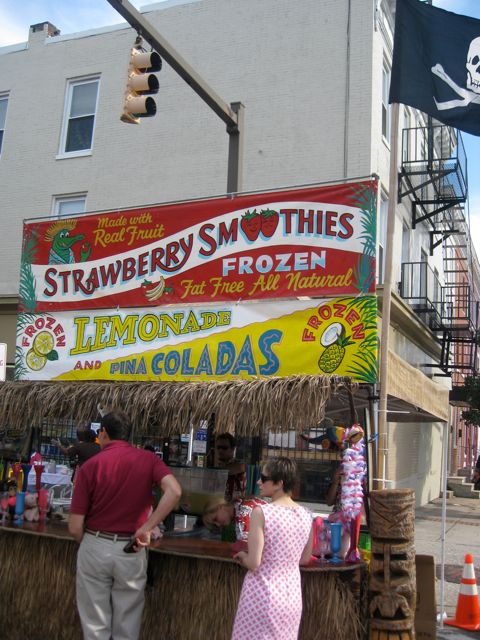 Made with
Real Fruit
STRAWBERRY SMOOTHIES
FROZEN
Fat Free All Natural
FROZEN
LEMONADE
AND PINA COLADAS
FROZEN